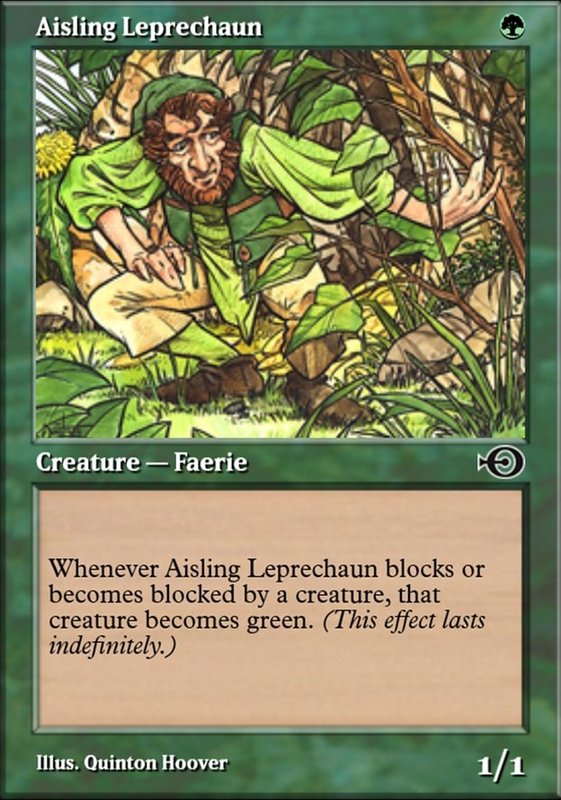 Aisling Leprechaun
Creature — Faerie
Whenever Aisling Leprechaun blocks or
becomes blocked by a creature, that
creature becomes green. (This effect lasts
indefinitely.)
Illus. Quinton Hoover
1/1